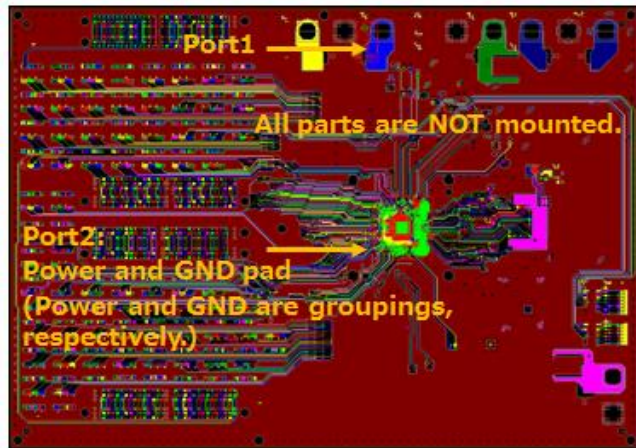 Port1
All parts are NOT mounted.
Port2:
Power and GND pad
(Power and GND are groupings,
respectively.)